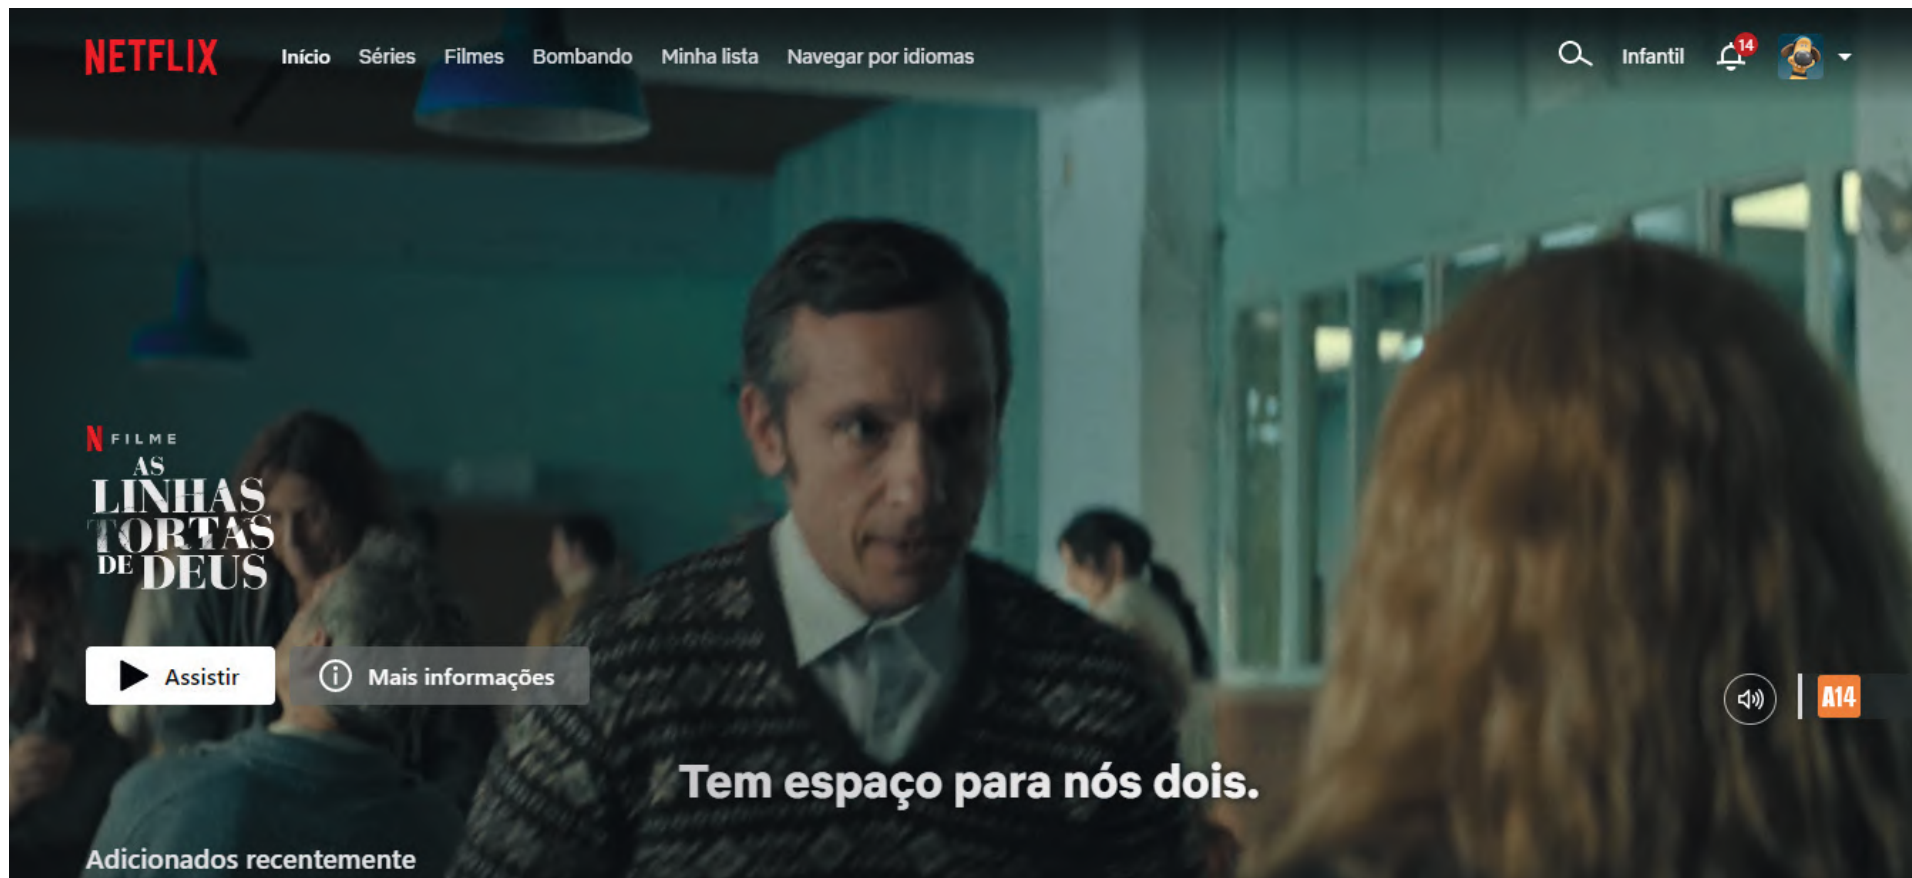 NETFLIX Início Séries Filmes Bombando Minha lista Navegar por idiomas Infantil 14
N FILME
AS
LINHAS
TORTAS
DE DEUS
Assistir Mais informações
A14
Tem espaço para nós dois.
Adicionados recentemente